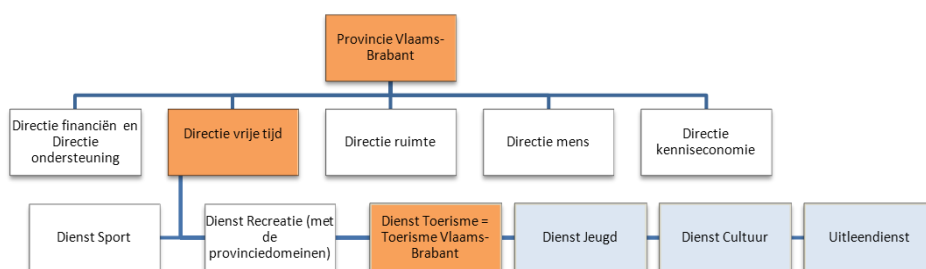 Provincie Vlaams-
Brabant
Directie financiën en
Directie
ondersteuning
Directie vrije tijd
Directie ruimte
Directie mens
Directie
kenniseconomie
Dienst Sport
Dienst Recreatie (met
de
provinciedomeinen)
Dienst Toerisme =
Toerisme Vlaams-
Brabant
Dienst Jeugd
Dienst Cultuur
Uitleendienst